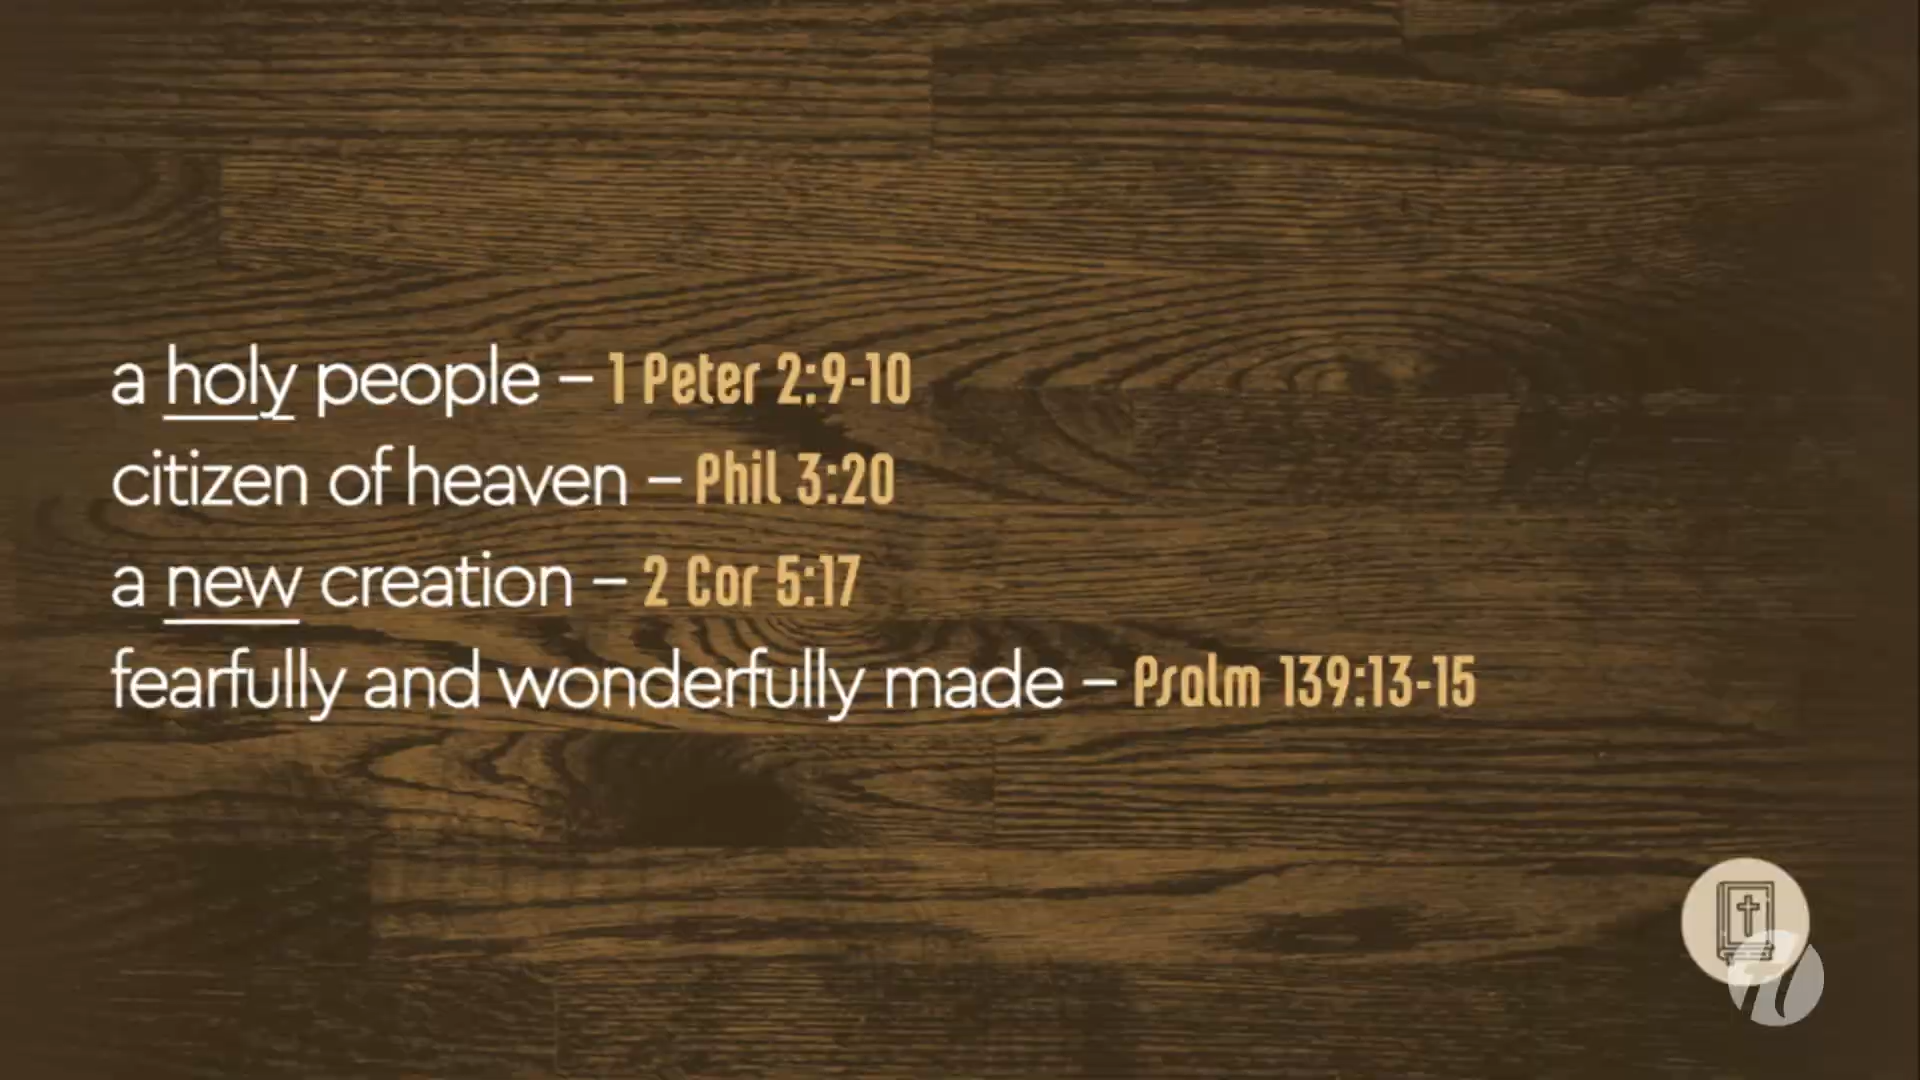 a holy people – 1 Peter 2:9-10
citizen of heaven – Phil 3:20
a new creation – 2 Cor 5:17
fearfully and wonderfully made – Psalm 139:13-15